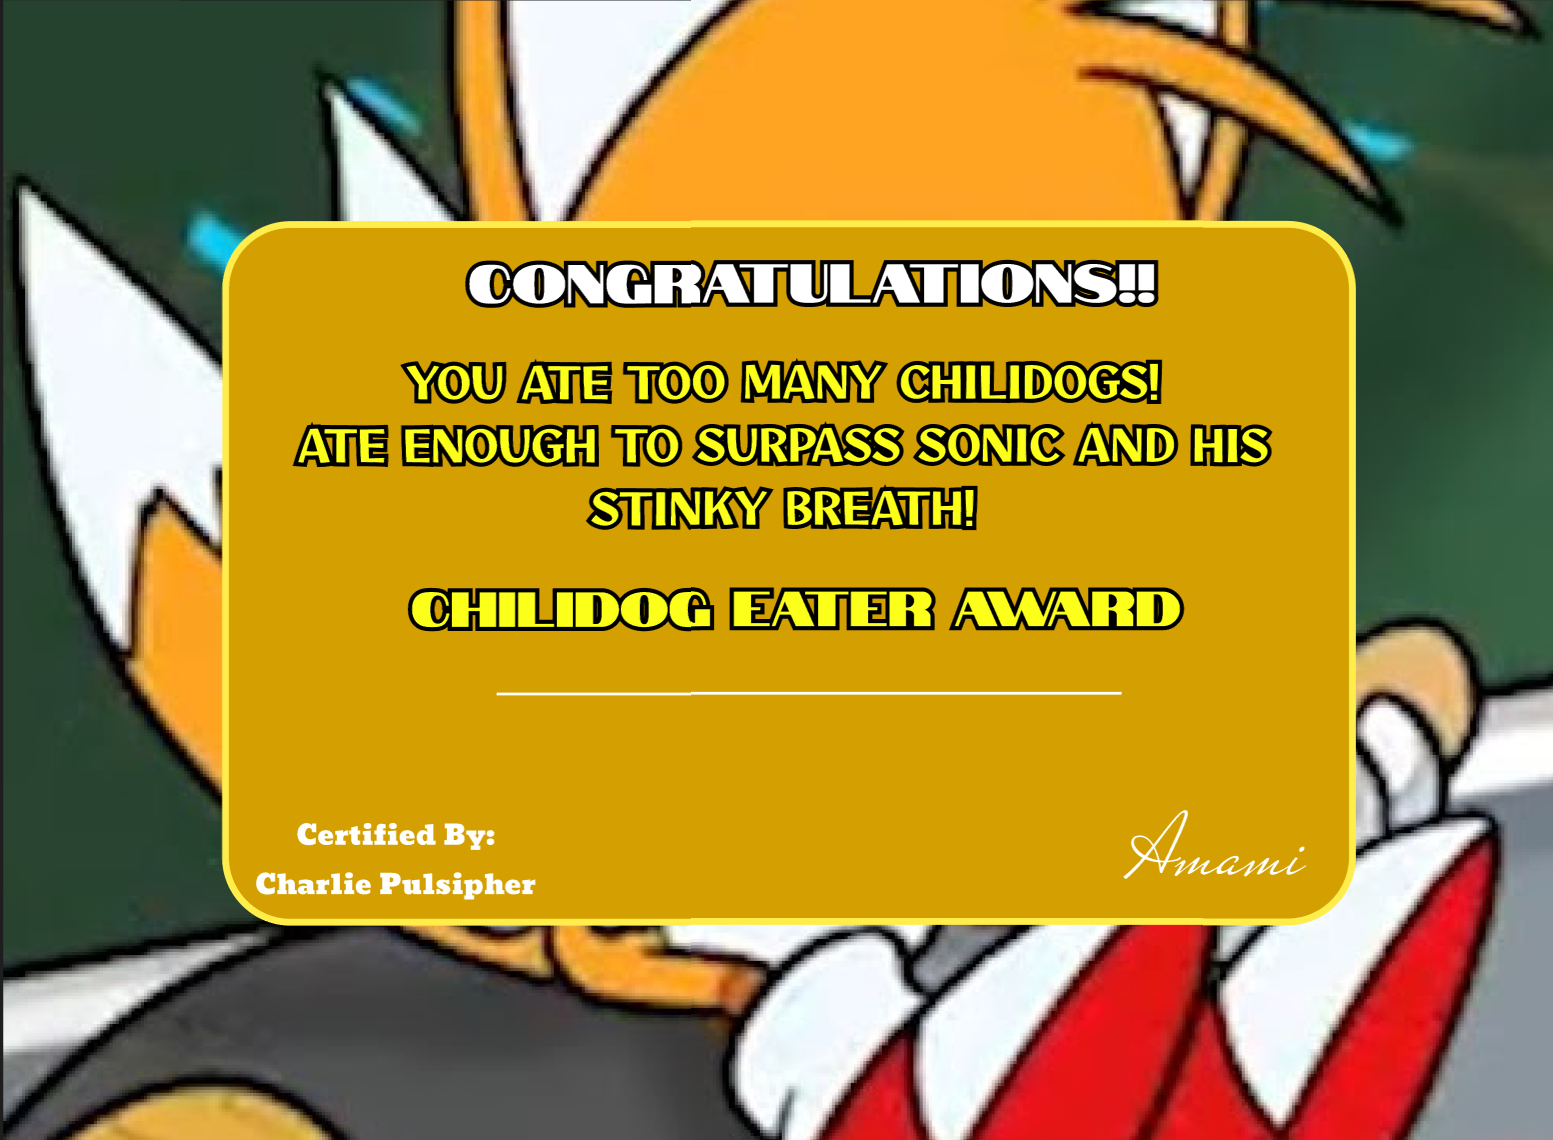 CONGRATULATIONS!!
YOU ATE TOO MANY CHILIDOGS!
ATE ENOUGH TO SURPASS SONIC AND HIS
STINKY BREATH!
CHILIDOG EATER AWARD
Certified By:
Charlie Pulsipher
Amami